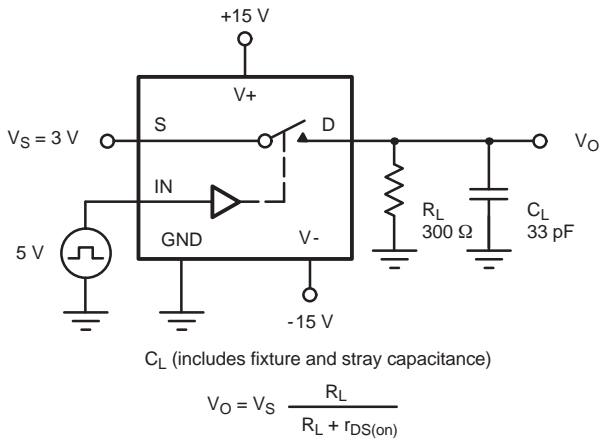 +15 V
V+
V_S = 3 V
S
D
V_O
IN
R_L
300 Ω
C_L
33 pF
5 V
GND
V-
-15 V
C_L (includes fixture and stray capacitance)
V_O = V_S R_L / R_L + r_DS(on)